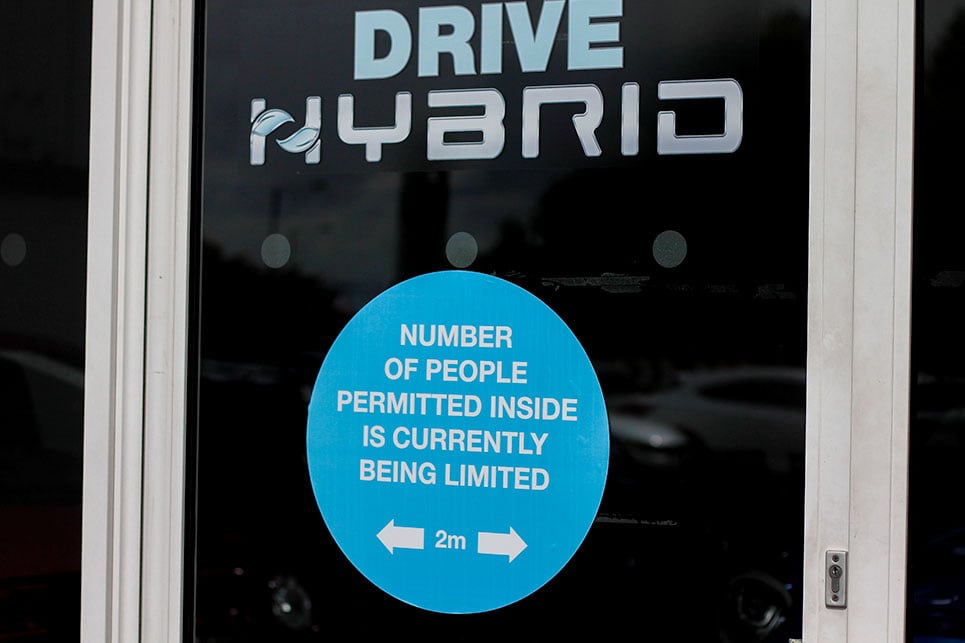 DRIVE
HYBRID
NUMBER
OF PEOPLE
PERMITTED INSIDE
IS CURRENTLY
BEING LIMITED
2m